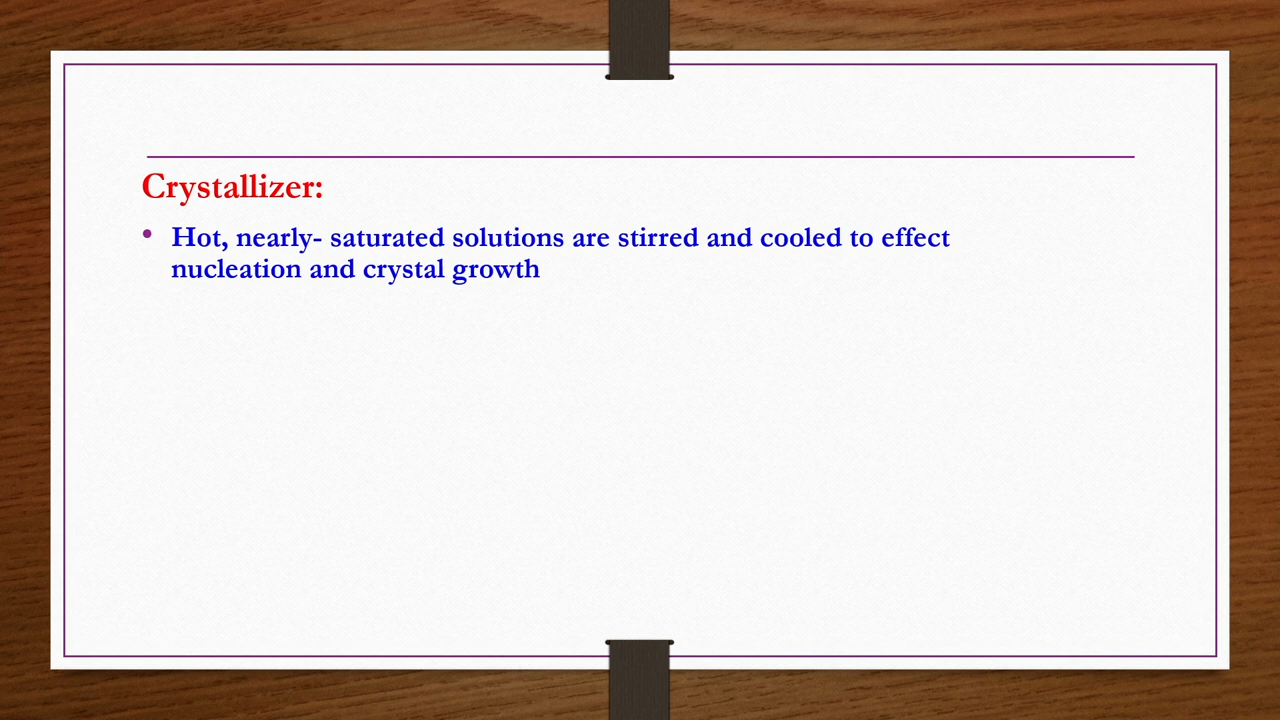 Crystallizer:
• Hot, nearly- saturated solutions are stirred and cooled to effect
nucleation and crystal growth